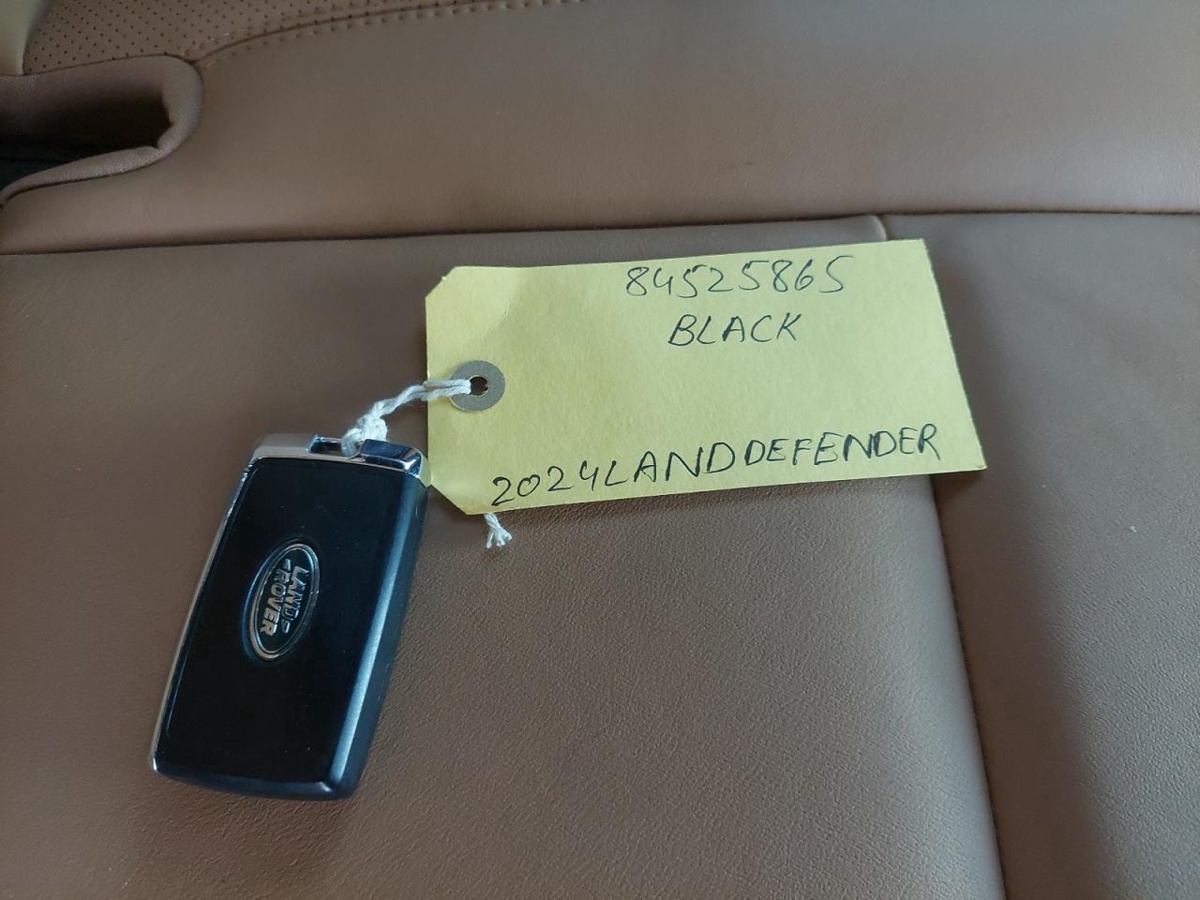 84525865
BLACK
2024LANDDEFENDER
LAND
ROVER